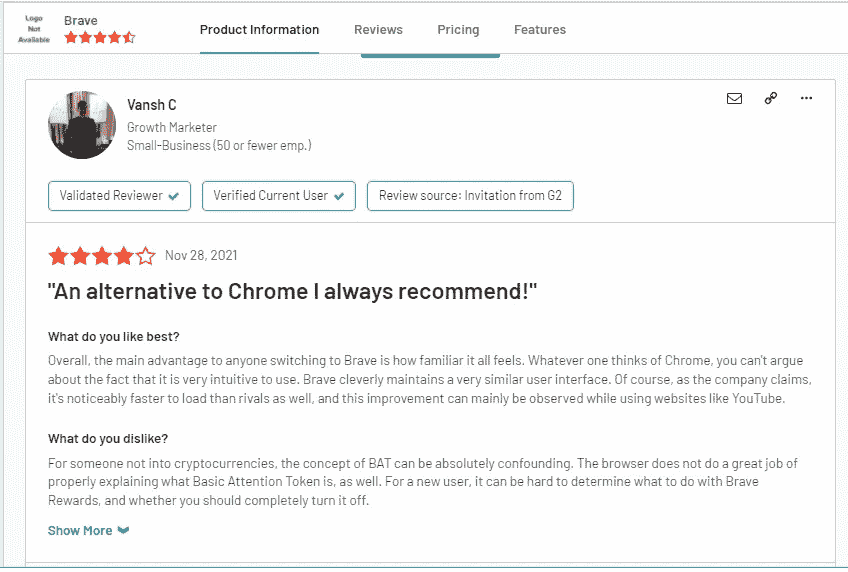 Logo
Not
Available
Brave
Product Information
Reviews
Pricing
Features
Vansh C
Growth Marketer
Small-Business (50 or fewer emp.)
Validated Reviewer
Verified Current User
Review source: Invitation from G2
Nov 28, 2021
"An alternative to Chrome I always recommend!"
What do you like best?
Overall, the main advantage to anyone switching to Brave is how familiar it all feels. Whatever one thinks of Chrome, you can't argue
about the fact that it is very intuitive to use. Brave cleverly maintains a very similar user interface. Of course, as the company claims,
it's noticeably faster to load than rivals as well, and this improvement can mainly be observed while using websites like YouTube.
What do you dislike?
For someone not into cryptocurrencies, the concept of BAT can be absolutely confounding. The browser does not do a great job of
properly explaining what Basic Attention Token is, as well. For a new user, it can be hard to determine what to do with Brave
Rewards, and whether you should completely turn it off.
Show More